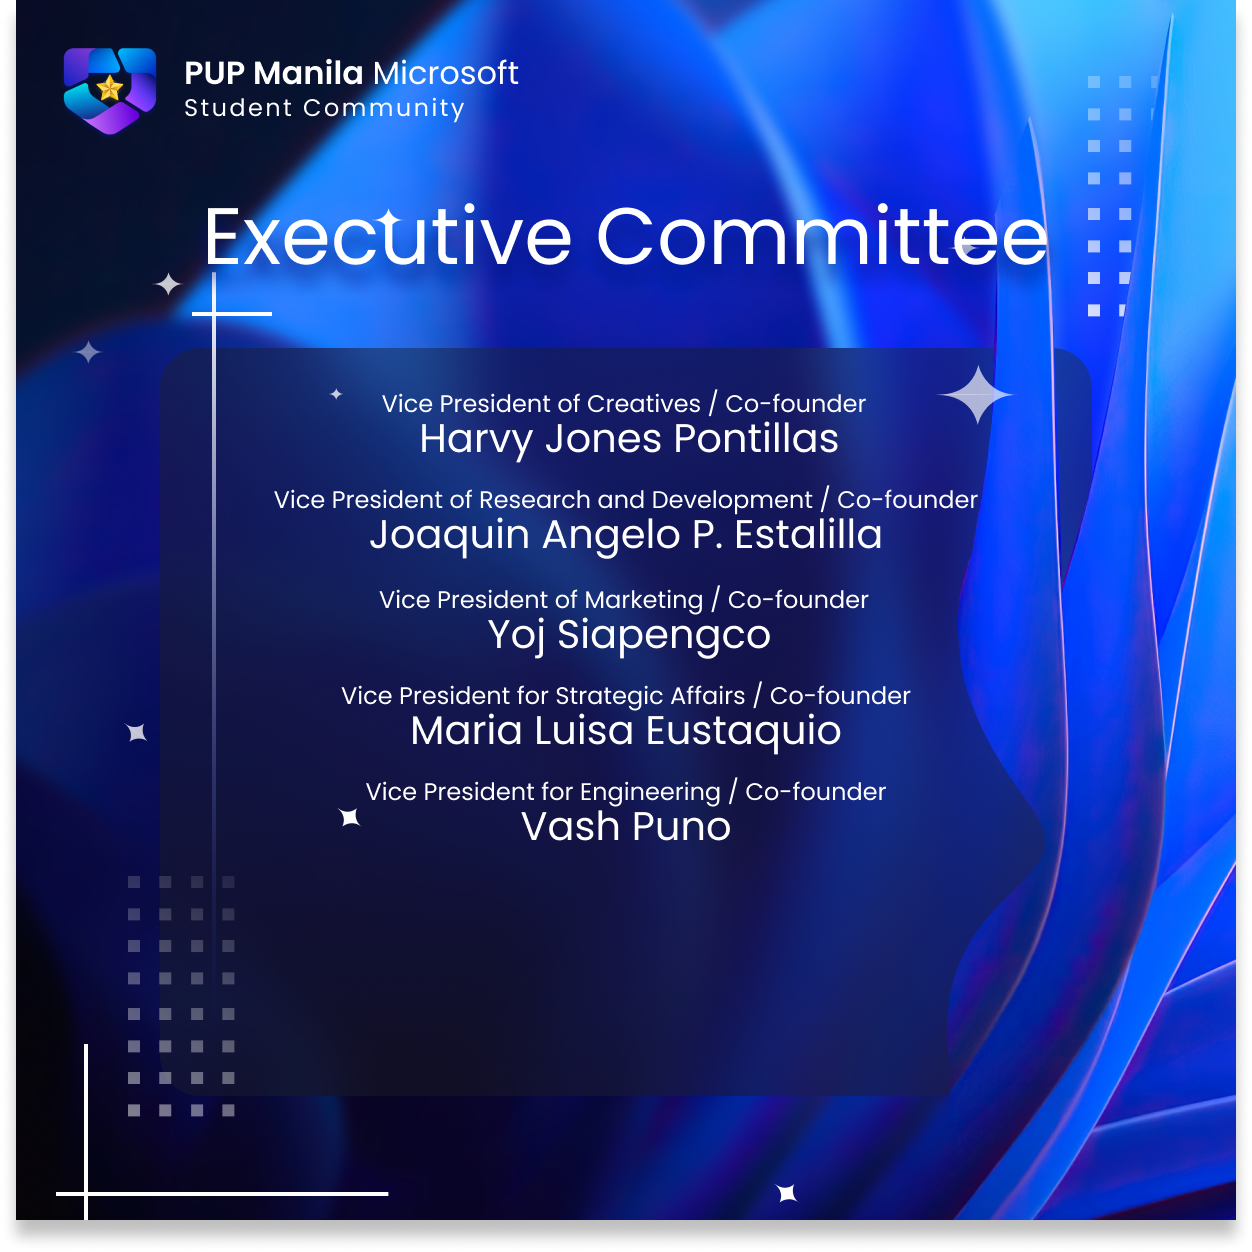 PUP Manila Microsoft
Student Community
Executive Committee
Vice President of Creatives / Co-founder
Harvy Jones Pontillas
Vice President of Research and Development / Co-founder
Joaquin Angelo P. Estalilla
Vice President of Marketing / Co-founder
Yoj Siapengco
Vice President for Strategic Affairs / Co-founder
Maria Luisa Eustaquio
Vice President for Engineering / Co-founder
Vash Puno